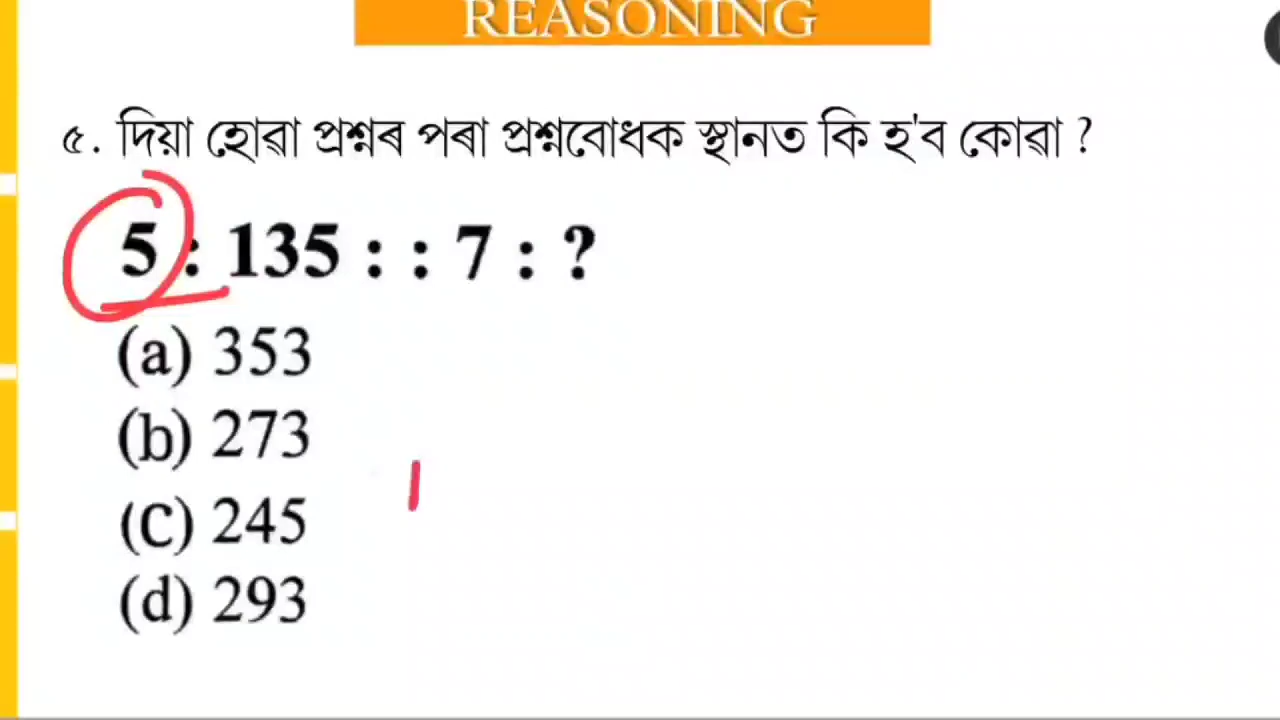 REASONING
৫. দিয়া হোৱা প্ৰশ্নৰ পৰা প্ৰশ্নবোধক স্থানত কি হ'ব কোৱা ?
5 : 135 : : 7 : ?
(a) 353
(b) 273
(C) 245
(d) 293